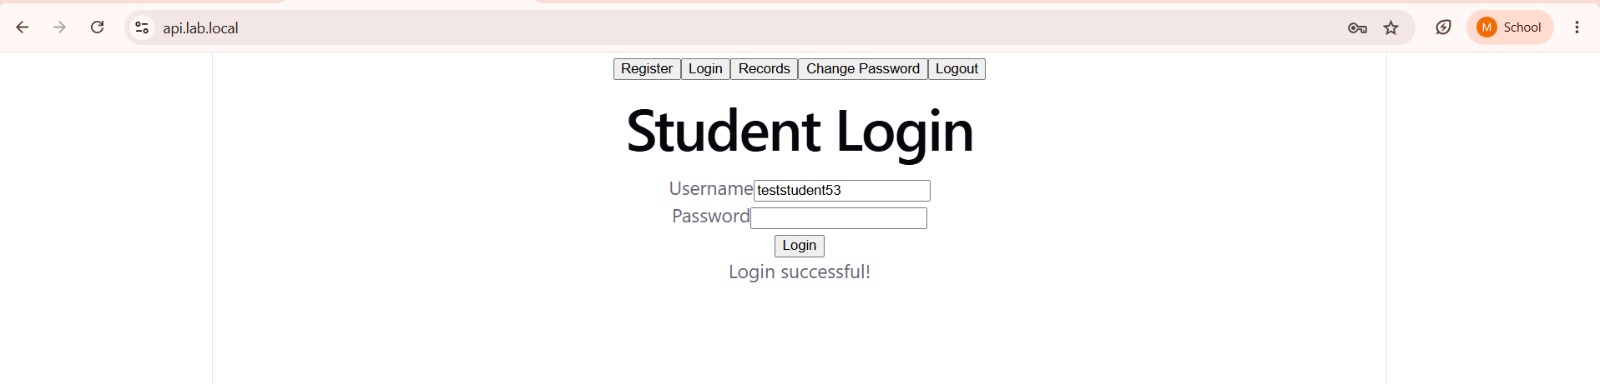 api.lab.local
M School
Register Login Records Change Password Logout
Student Login
Username teststudent53
Password
Login
Login successful!